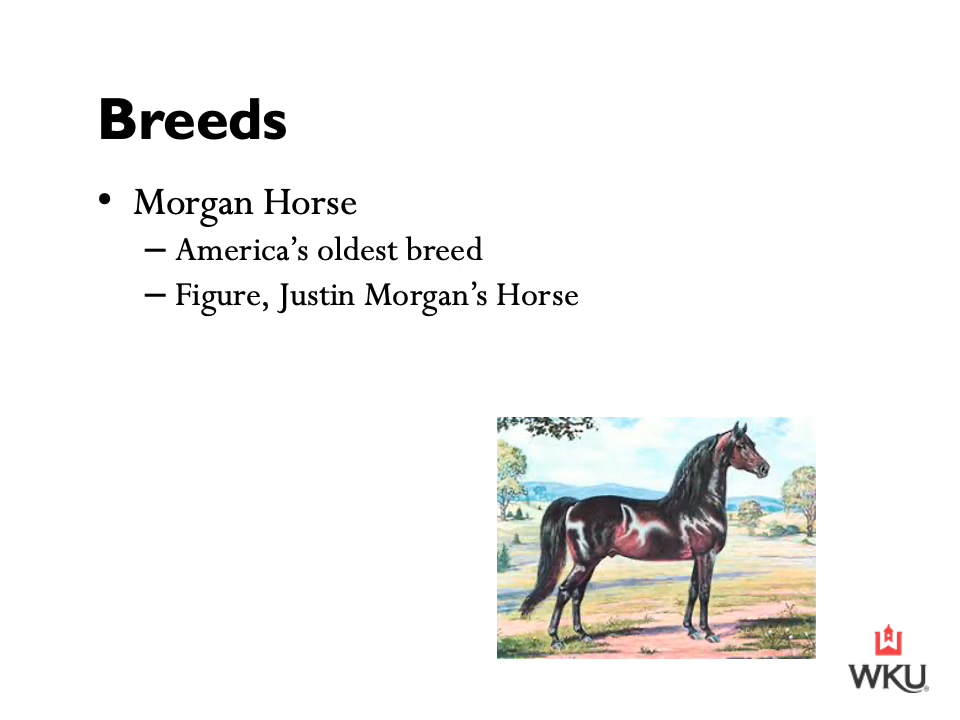 Breeds
• Morgan Horse
– America’s oldest breed
– Figure, Justin Morgan’s Horse
WKU®